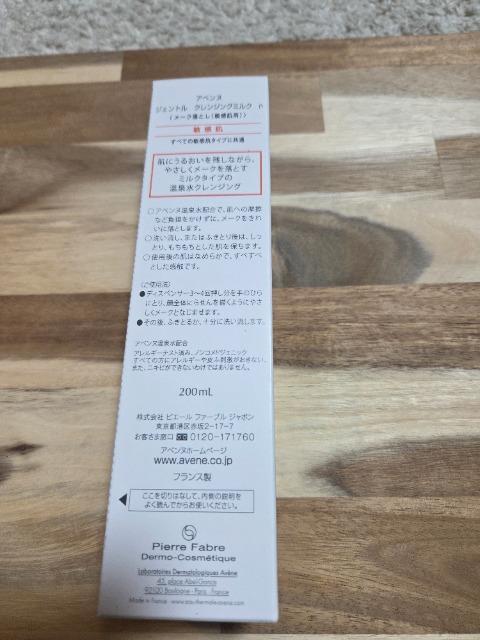 アベンヌ
ジェントル クレンジングミルク n
(メーク落とし(敏感肌用))
敏感肌
すべての敏感肌タイプに共通
肌にうるおいを残しながら、
やさしくメークを落とす
ミルクタイプの
温泉水クレンジング
○アベンヌ温泉水配合で、肌への摩擦
など負担をかけずに、メークをきれ
いに落とします。
○洗い流し、またはふきとり後は、しっ
とり、もちもちとした肌を保ちます。
○使用後の肌はなめらかで、すべすべ
とした感触です。
〈ご使用法〉
●ディスペンサー3〜4回押し分を手のひら
にとり、顔全体にらせんを描くようにやさ
しくメークとなじませます。
●その後、ふきとるか、十分に洗い流します。
アベンヌ温泉水配合
アレルギーテスト済み、ノンコメドジェニック
すべての方にアレルギーや皮ふ刺激がおきない、
また、ニキビができないわけではありません。
200mL
株式会社 ピエール ファーブル ジャポン
東京都港区赤坂2-17-7
お客さま窓口 0120-171760
アベンヌホームページ
www.avene.co.jp
フランス製
ここを切りはなして、内側の説明を
よく読んでからお使いください。
Pierre Fabre
Dermo-Cosmétique
Laboratoires Dermatologiques Avène
45, place Abel-Gance
92100 Boulogne - Paris - France
Made in France - www.eau-thermale-avene.com